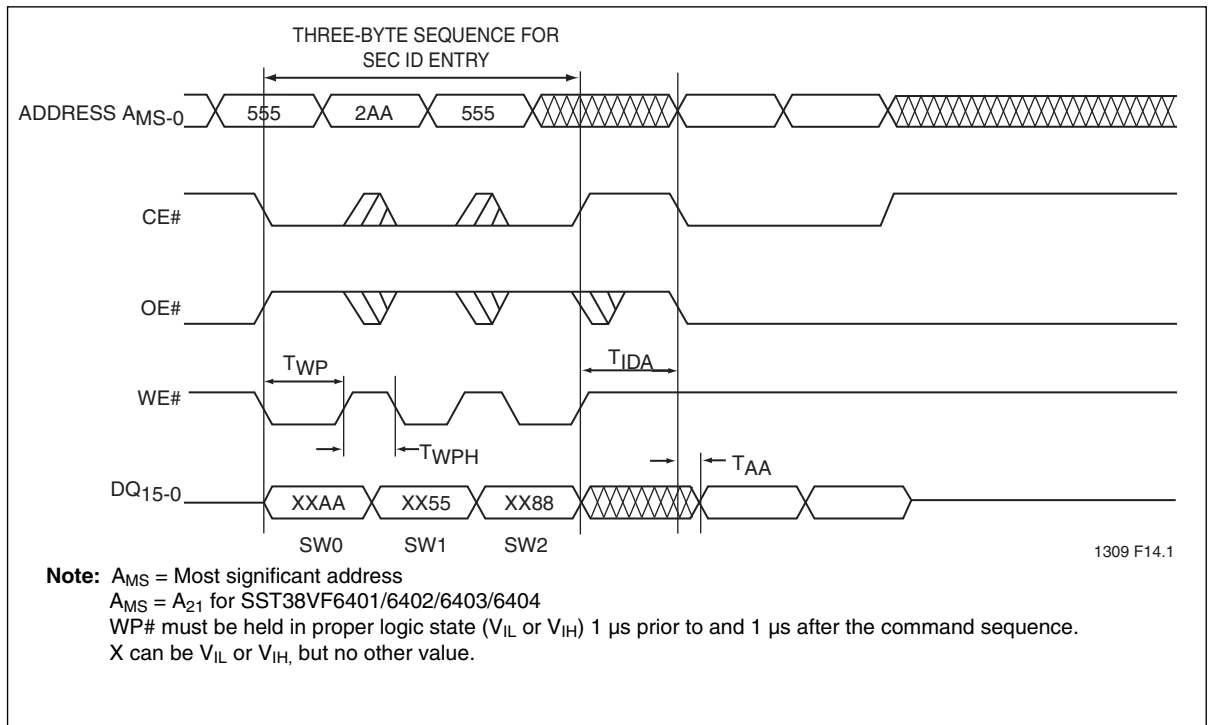 THREE-BYTE SEQUENCE FOR
SEC ID ENTRY
ADDRESS AMS-0
555 2AA 555
CE#
OE#
TWP
TIDA
WE#
TWPH
TAA
DQ15-0
XXAA XX55 XX88
SW0 SW1 SW2
1309 F14.1
Note: AMS = Most significant address
AMS = A21 for SST38VF6401/6402/6403/6404
WP# must be held in proper logic state (VIL or VIH) 1 µs prior to and 1 µs after the command sequence.
X can be VIL or VIH, but no other value.